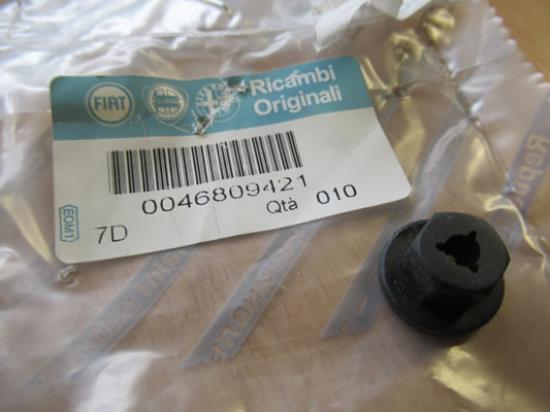 FIAT
Ricambi
Originali
0046809421
7D
Qtà 010
EOM1